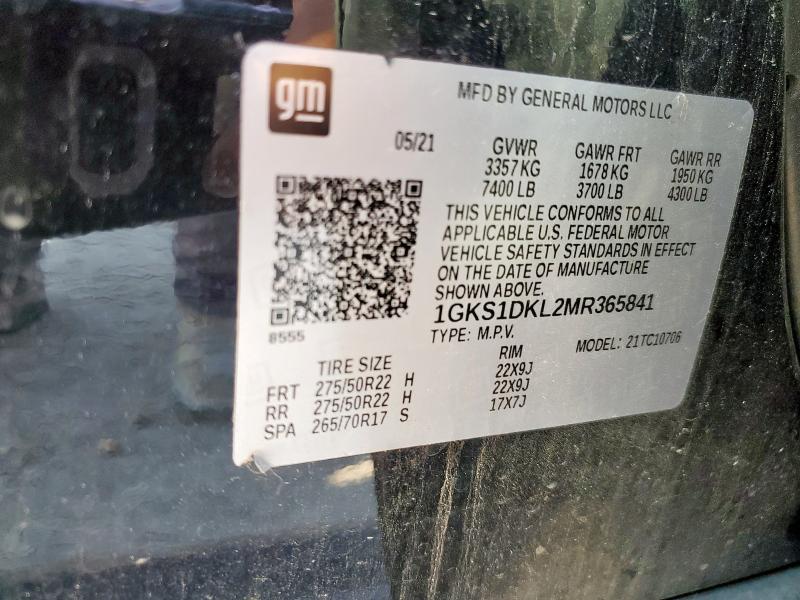 gm
MFD BY GENERAL MOTORS LLC
05/21 GVWR GAWR FRT GAWR RR
3357 KG 1678 KG 1950 KG
7400 LB 3700 LB 4300 LB
THIS VEHICLE CONFORMS TO ALL
APPLICABLE U.S. FEDERAL MOTOR
VEHICLE SAFETY STANDARDS IN EFFECT
ON THE DATE OF MANUFACTURE
SHOWN ABOVE.
1GKS1DKL2MR365841
8555
TYPE: M.P.V. MODEL: 21TC10706
TIRE SIZE RIM
FRT 275/50R22 H 22X9J
RR 275/50R22 H 22X9J
SPA 265/70R17 S 17X7J